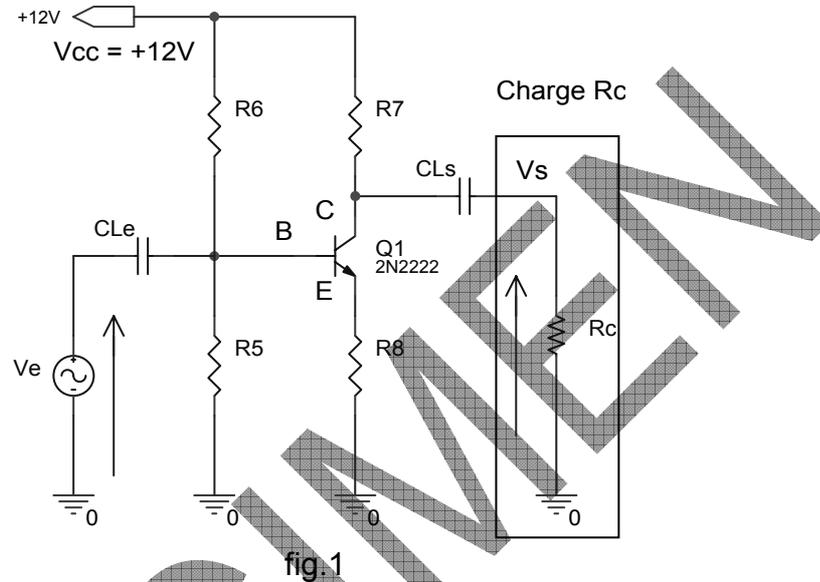 +12V
Vcc = +12V
R6
R7
Charge Rc
CLs
Vs
C
CLe
B
Q1
2N2222
E
Ve
R5
R8
Rc
0
0
0
0
fig.1
IMEN